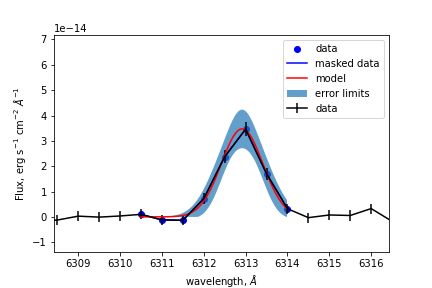 1e−14
7
6
5
4
3
2
1
0
−1
Flux, erg s⁻¹ cm⁻² Å⁻¹
data
masked data
model
error limits
data
6309 6310 6311 6312 6313 6314 6315 6316
wavelength, Å